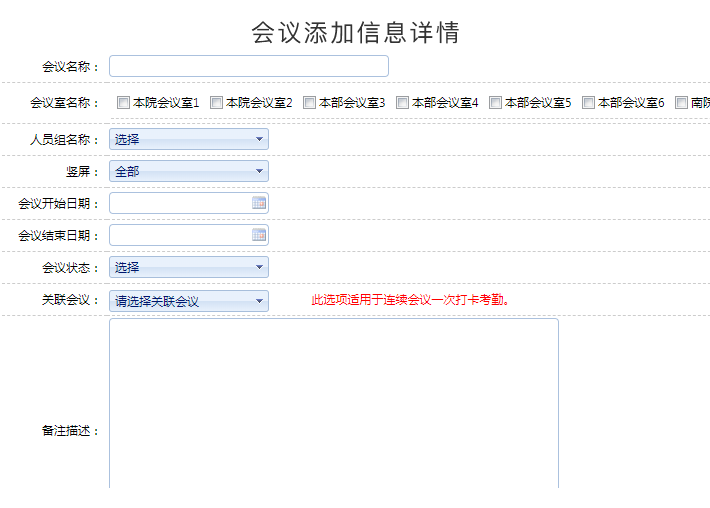 会议添加信息详情
会议名称：
会议室名称： 本院会议室1 本院会议室2 本部会议室3 本部会议室4 本部会议室5 本部会议室6 南院
人员组名称： 选择
竖屏： 全部
会议开始日期：
会议结束日期：
会议状态： 选择
关联会议： 请选择关联会议 此选项适用于连续会议一次打卡考勤。
备注描述：